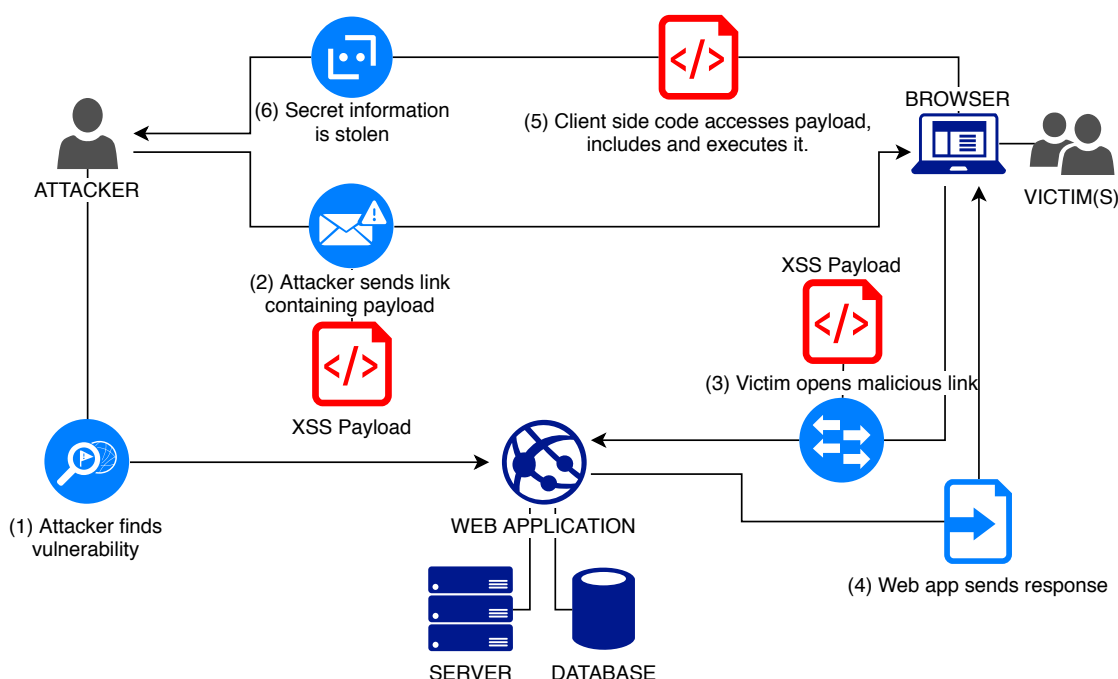 (6) Secret information
is stolen
(5) Client side code accesses payload,
includes and executes it.
BROWSER
ATTACKER
VICTIM(S)
(2) Attacker sends link
containing payload
XSS Payload
XSS Payload
(3) Victim opens malicious link
(1) Attacker finds
vulnerability
WEB APPLICATION
(4) Web app sends response
SERVER
DATABASE